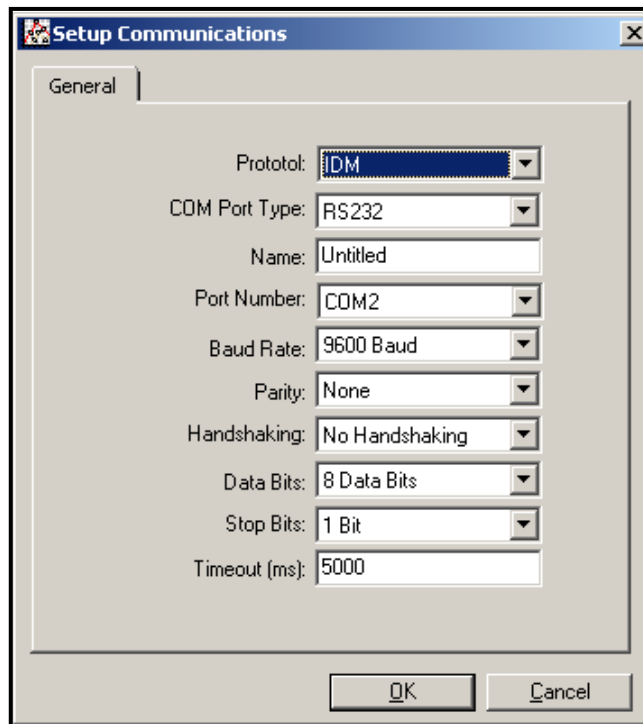 Setup Communications
General
Prototol: IDM
COM Port Type: RS232
Name: Untitled
Port Number: COM2
Baud Rate: 9600 Baud
Parity: None
Handshaking: No Handshaking
Data Bits: 8 Data Bits
Stop Bits: 1 Bit
Timeout (ms): 5000
OK Cancel